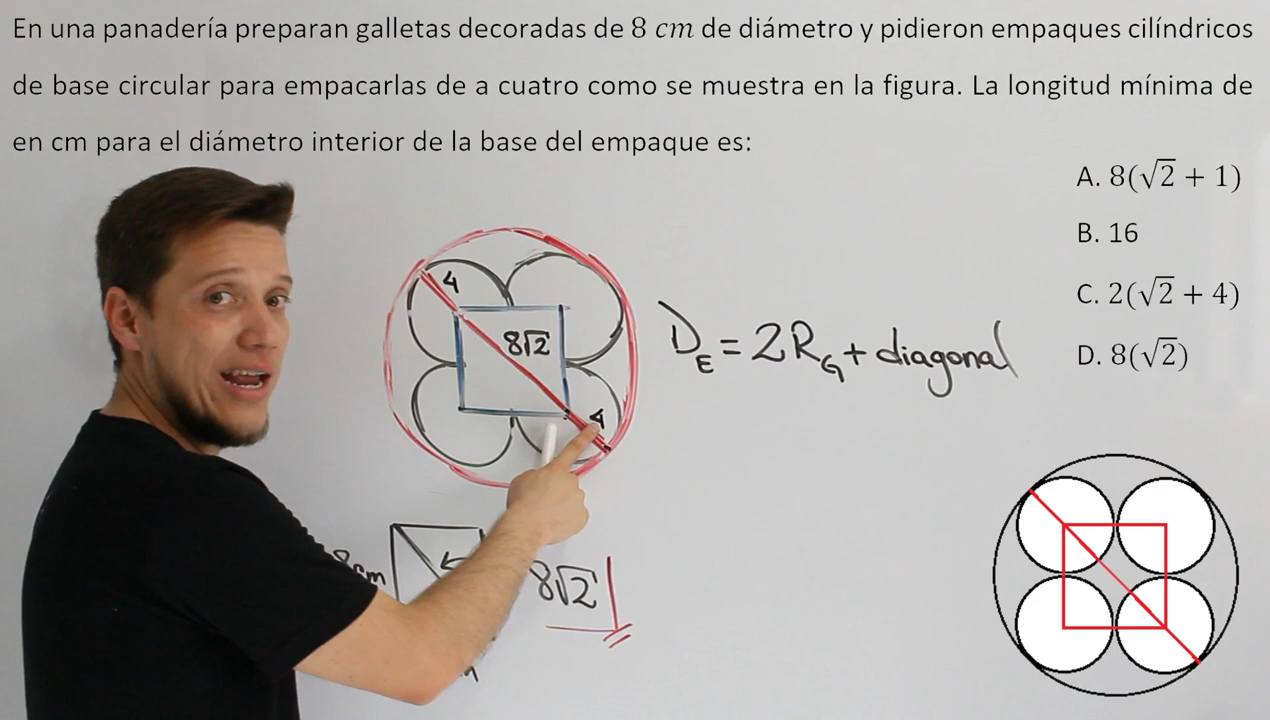 En una panadería preparan galletas decoradas de 8 cm de diámetro y pidieron empaques cilíndricos
de base circular para empacarlas de a cuatro como se muestra en la figura. La longitud mínima de
en cm para el diámetro interior de la base del empaque es:
A. 8(√2 + 1)
B. 16
C. 2(√2 + 4)
D. 8(√2)
4
8√2
4
D_E = 2R_G + diagonal
8cm
8√2